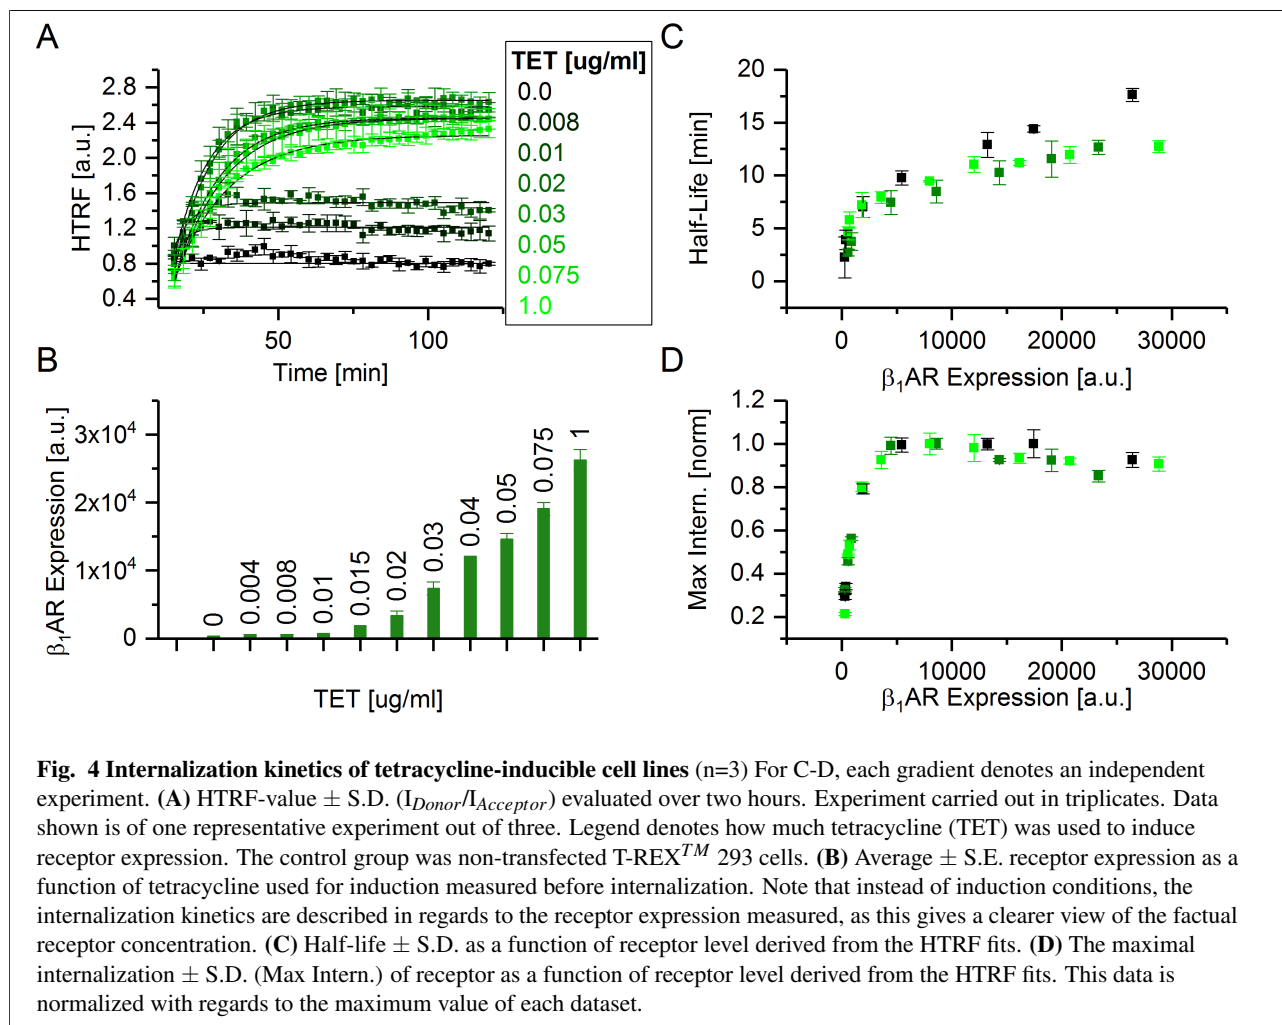 A
HTRF [a.u.]
2.8
2.4
2.0
1.6
1.2
0.8
0.4
50
100
Time [min]
TET [ug/ml]
0.0
0.008
0.01
0.02
0.03
0.05
0.075
1.0
C
Half-Life [min]
20
15
10
5
0
0
10000
20000
30000
β1AR Expression [a.u.]
B
β1AR Expression [a.u.]
3x10^4
2x10^4
1x10^4
0
0
0.004
0.008
0.01
0.015
0.02
0.03
0.04
0.05
0.075
1
TET [ug/ml]
D
Max Intern. [norm]
1.2
1.0
0.8
0.6
0.4
0.2
0
10000
20000
30000
β1AR Expression [a.u.]
Fig. 4 Internalization kinetics of tetracycline-inducible cell lines (n=3) For C-D, each gradient denotes an independent
experiment. (A) HTRF-value ± S.D. (I_Donor/I_Acceptor) evaluated over two hours. Experiment carried out in triplicates. Data
shown is of one representative experiment out of three. Legend denotes how much tetracycline (TET) was used to induce
receptor expression. The control group was non-transfected T-REX^TM 293 cells. (B) Average ± S.E. receptor expression as a
function of tetracycline used for induction measured before internalization. Note that instead of induction conditions, the
internalization kinetics are described in regards to the receptor expression measured, as this gives a clearer view of the factual
receptor concentration. (C) Half-life ± S.D. as a function of receptor level derived from the HTRF fits. (D) The maximal
internalization ± S.D. (Max Intern.) of receptor as a function of receptor level derived from the HTRF fits. This data is
normalized with regards to the maximum value of each dataset.